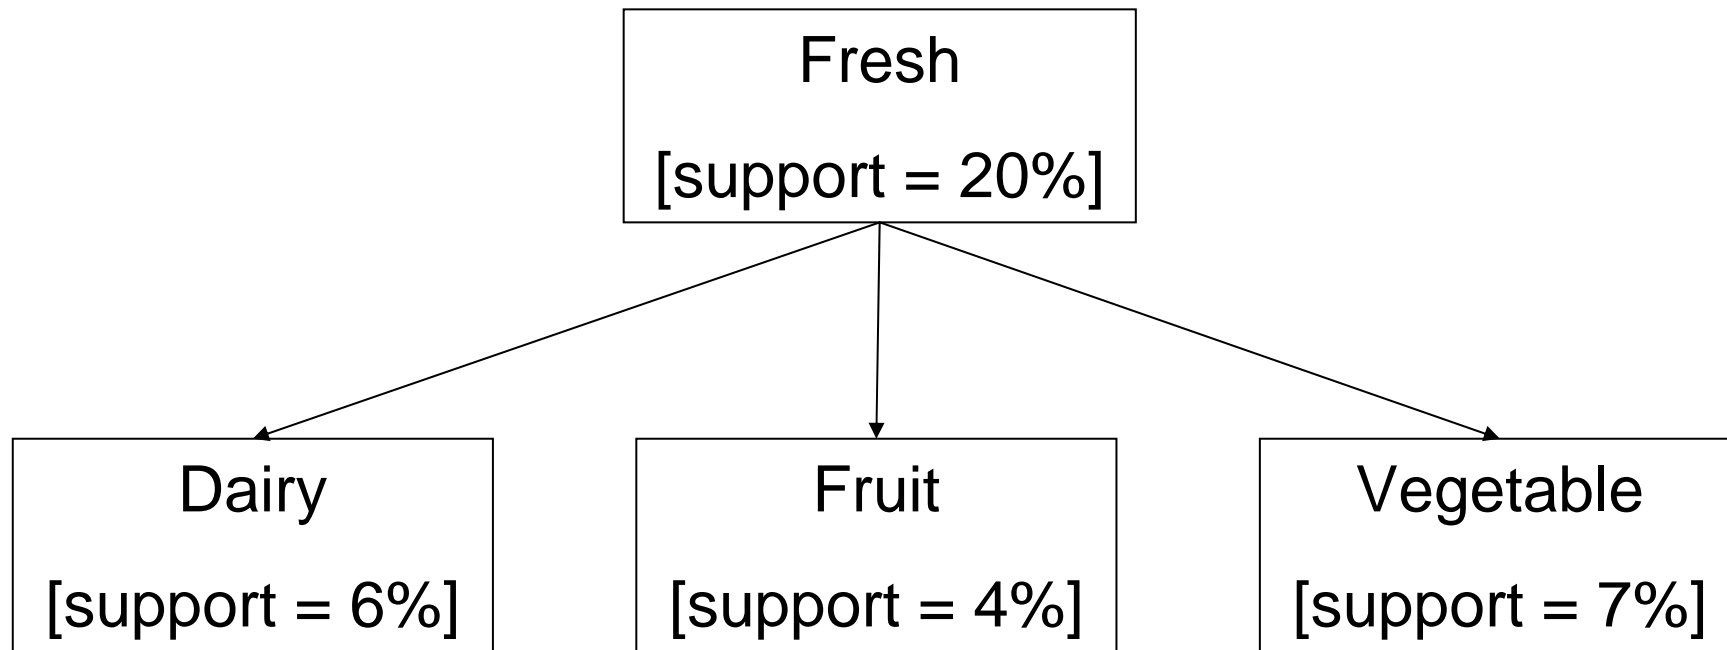 Fresh
[support = 20%]
Dairy
[support = 6%]
Fruit
[support = 4%]
Vegetable
[support = 7%]